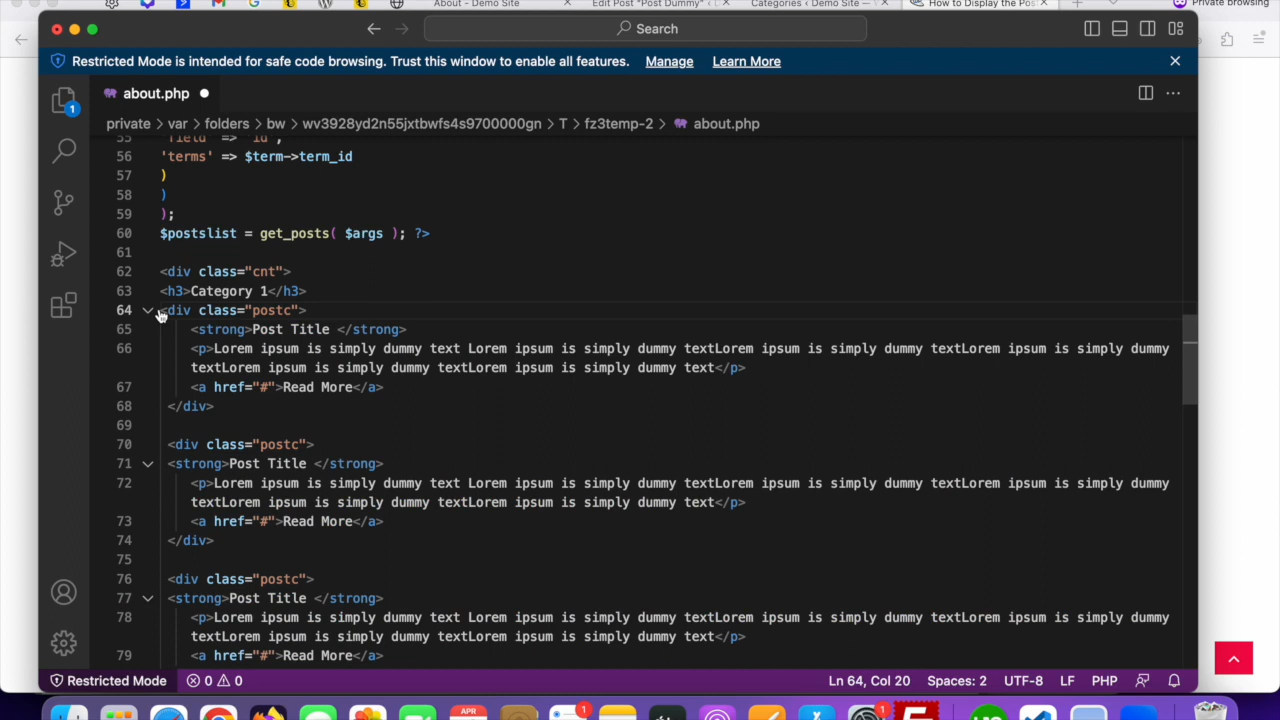 About - Demo Site
Edit Post "Post Dummy" ‹ D
Categories ‹ Demo Site — W
How to Display the Post
Private browsing
Search
Restricted Mode is intended for safe code browsing. Trust this window to enable all features. Manage Learn More
about.php
1
private > var > folders > bw > wv3928yd2n55jxtbwfs4s9700000gn > T > fz3temp-2 > about.php
55 'field' => 'id',
56 'terms' => $term->term_id
57 )
58 )
59 );
60 $postslist = get_posts( $args ); ?>
61
62 <div class="cnt">
63 <h3>Category 1</h3>
64 <div class="postc">
65 <strong>Post Title </strong>
66 <p>Lorem ipsum is simply dummy text Lorem ipsum is simply dummy textLorem ipsum is simply dummy textLorem ipsum is simply dummy
textLorem ipsum is simply dummy textLorem ipsum is simply dummy text</p>
67 <a href="#">Read More</a>
68 </div>
69
70 <div class="postc">
71 <strong>Post Title </strong>
72 <p>Lorem ipsum is simply dummy text Lorem ipsum is simply dummy textLorem ipsum is simply dummy textLorem ipsum is simply dummy
textLorem ipsum is simply dummy textLorem ipsum is simply dummy text</p>
73 <a href="#">Read More</a>
74 </div>
75
76 <div class="postc">
77 <strong>Post Title </strong>
78 <p>Lorem ipsum is simply dummy text Lorem ipsum is simply dummy textLorem ipsum is simply dummy textLorem ipsum is simply dummy
textLorem ipsum is simply dummy textLorem ipsum is simply dummy text</p>
79 <a href="#">Read More</a>
Restricted Mode 0 0 Ln 64, Col 20 Spaces: 2 UTF-8 LF PHP
APR
1
1